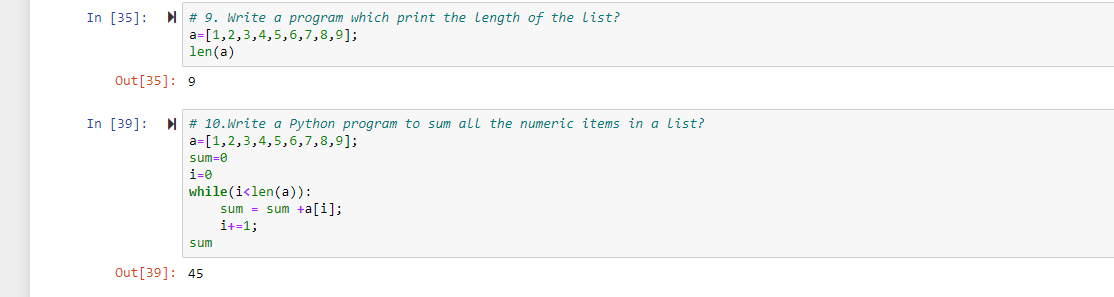 In [35]: # 9. Write a program which print the length of the list?
a=[1,2,3,4,5,6,7,8,9];
len(a)
Out[35]: 9
In [39]: # 10.Write a Python program to sum all the numeric items in a list?
a=[1,2,3,4,5,6,7,8,9];
sum=0
i=0
while(i<len(a)):
    sum = sum +a[i];
    i+=1;
sum
Out[39]: 45